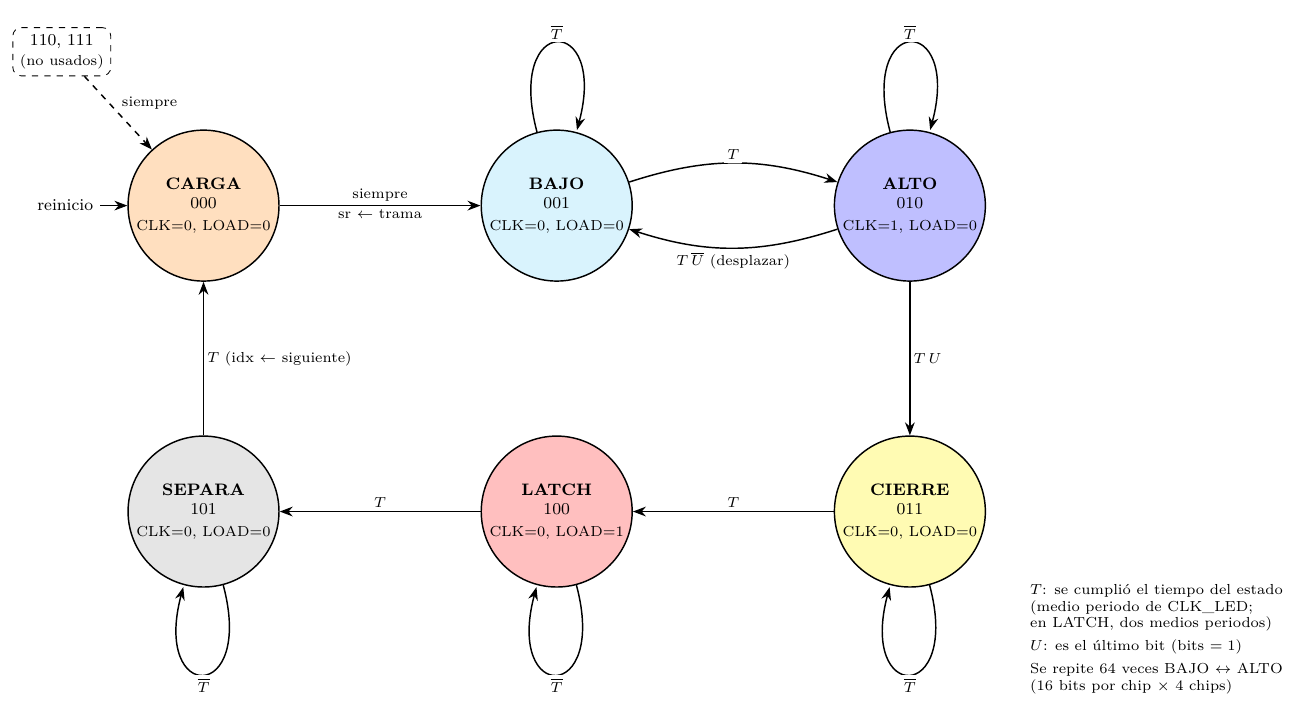 110, 111
(no usados)
siempre
T̅
T̅
reinicio
CARGA
000
CLK=0, LOAD=0
siempre
sr ← trama
BAJO
001
CLK=0, LOAD=0
T
T U̅ (desplazar)
ALTO
010
CLK=1, LOAD=0
T (idx ← siguiente)
T U
SEPARA
101
CLK=0, LOAD=0
T
LATCH
100
CLK=0, LOAD=1
T
CIERRE
011
CLK=0, LOAD=0
T̅
T̅
T̅
T: se cumplió el tiempo del estado
(medio periodo de CLK_LED;
en LATCH, dos medios periodos)
U: es el último bit (bits = 1)
Se repite 64 veces BAJO ↔ ALTO
(16 bits por chip × 4 chips)